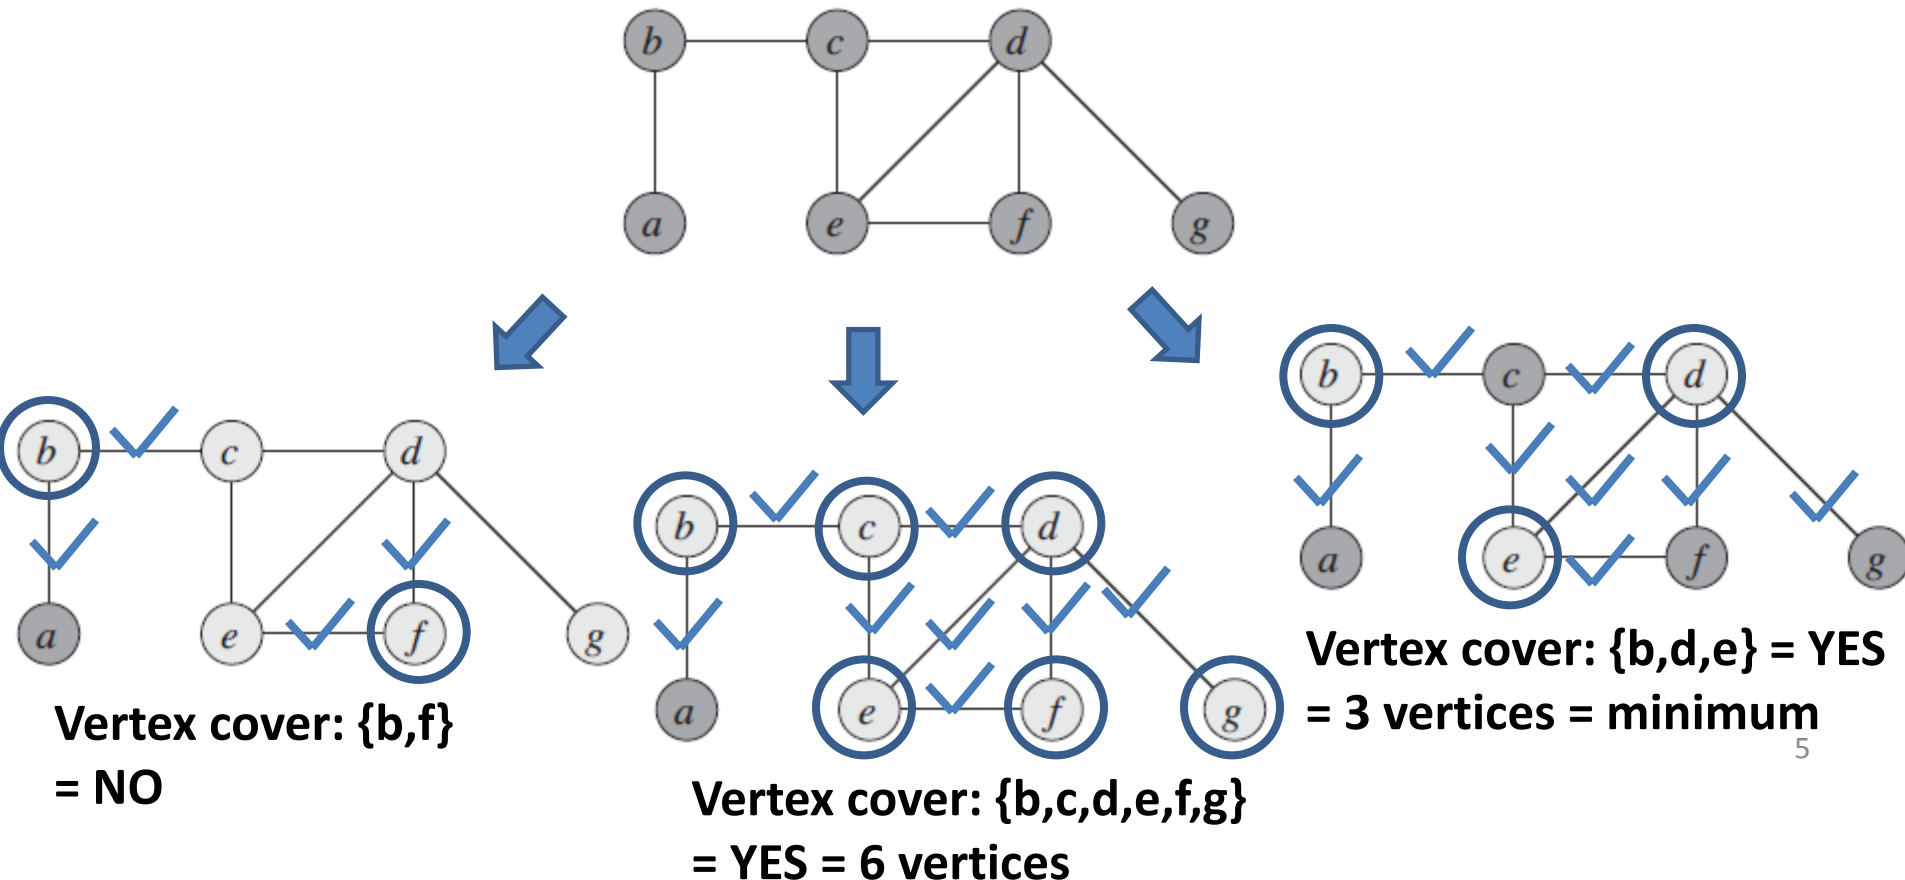 b c d
a e f g
b c d
a e f g
Vertex cover: {b,f}
= NO
b c d
a e f g
Vertex cover: {b,c,d,e,f,g}
= YES = 6 vertices
b c d
a e f g
Vertex cover: {b,d,e} = YES
= 3 vertices = minimum
5